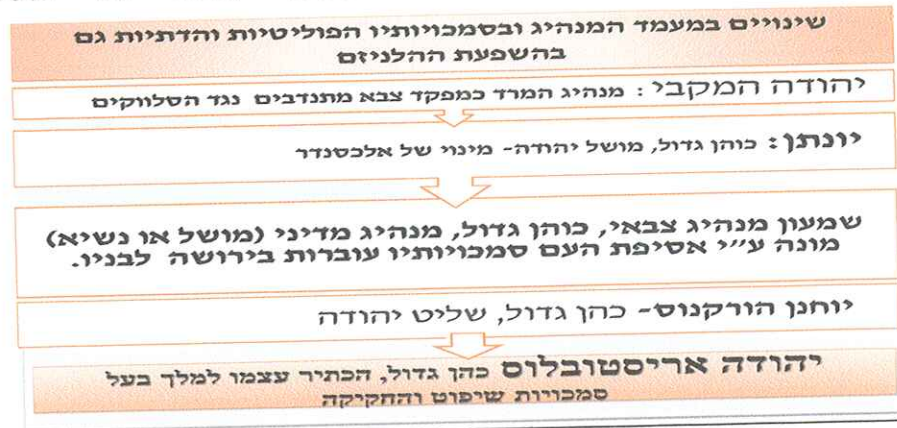 שינויים במעמד המנהיג ובסמכויותיו הפוליטיות והדתיות גם
בהשפעת ההלניזם
יהודה המקבי : מנהיג המרד כמפקד צבא מתנדבים נגד הסלווקים
יונתן: כוהן גדול, מושל יהודה- מינוי של אלכסנדר
שמעון מנהיג צבאי, כוהן גדול, מנהיג מדיני (מושל או נשיא)
מונה ע״י אסיפת העם סמכויותיו עוברות בירושה לבניו.
יוחנן הורקנוס- כהן גדול, שליט יהודה
יהודה אריסטובלוס כהן גדול, הכתיר עצמו למלך בעל
סמכויות שיפוט והחקיקה